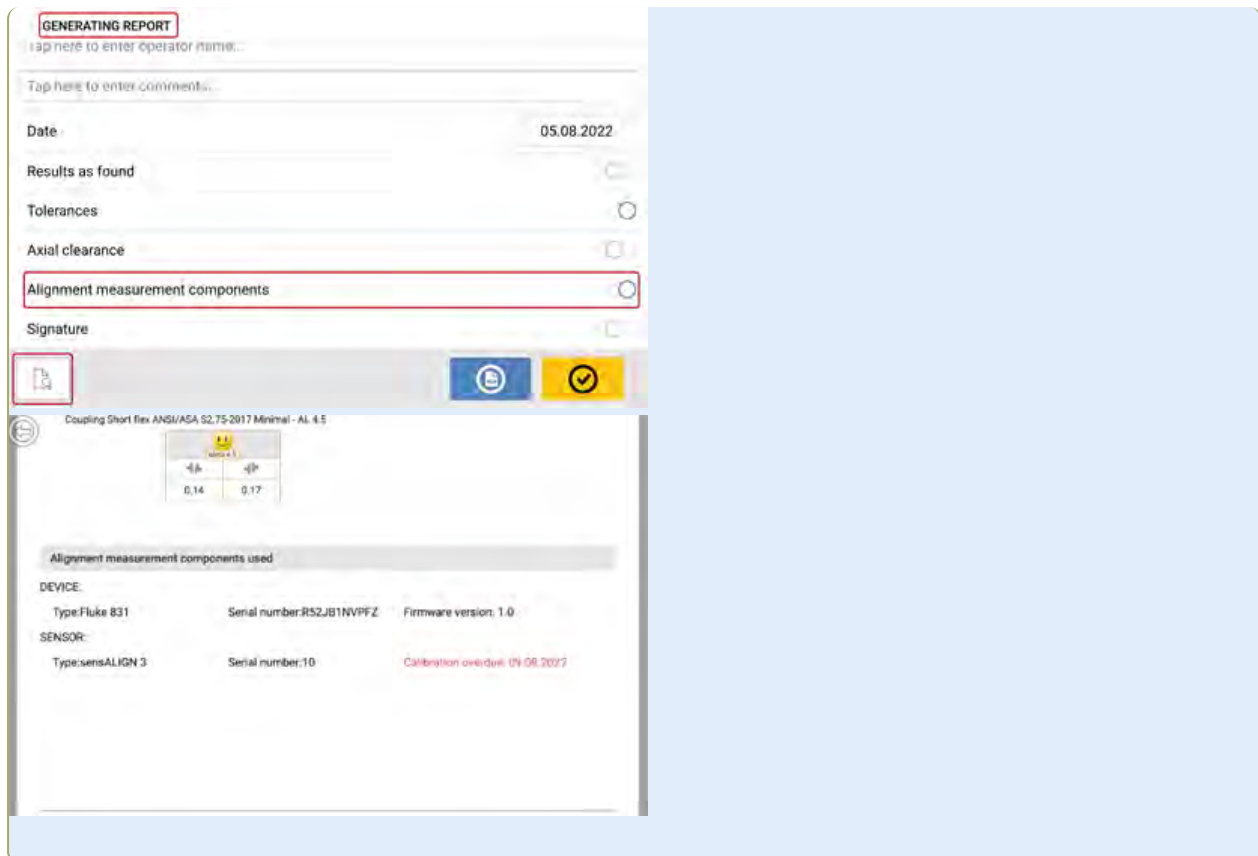 GENERATING REPORT
Tap here to enter operator name...
Tap here to enter comments...
Date 05.08.2022
Results as found
Tolerances
Axial clearance
Alignment measurement components
Signature
Coupling Short flex ANSI/ASA S2.75-2017 Minimal - AL 4.5
0,14 0,17
Alignment measurement components used
DEVICE:
Type:Fluke 831 Serial number:R52JB1NVPFZ Firmware version: 1.0
SENSOR:
Type:sensALIGN 3 Serial number:10 Calibration overdue: 09.08.2022